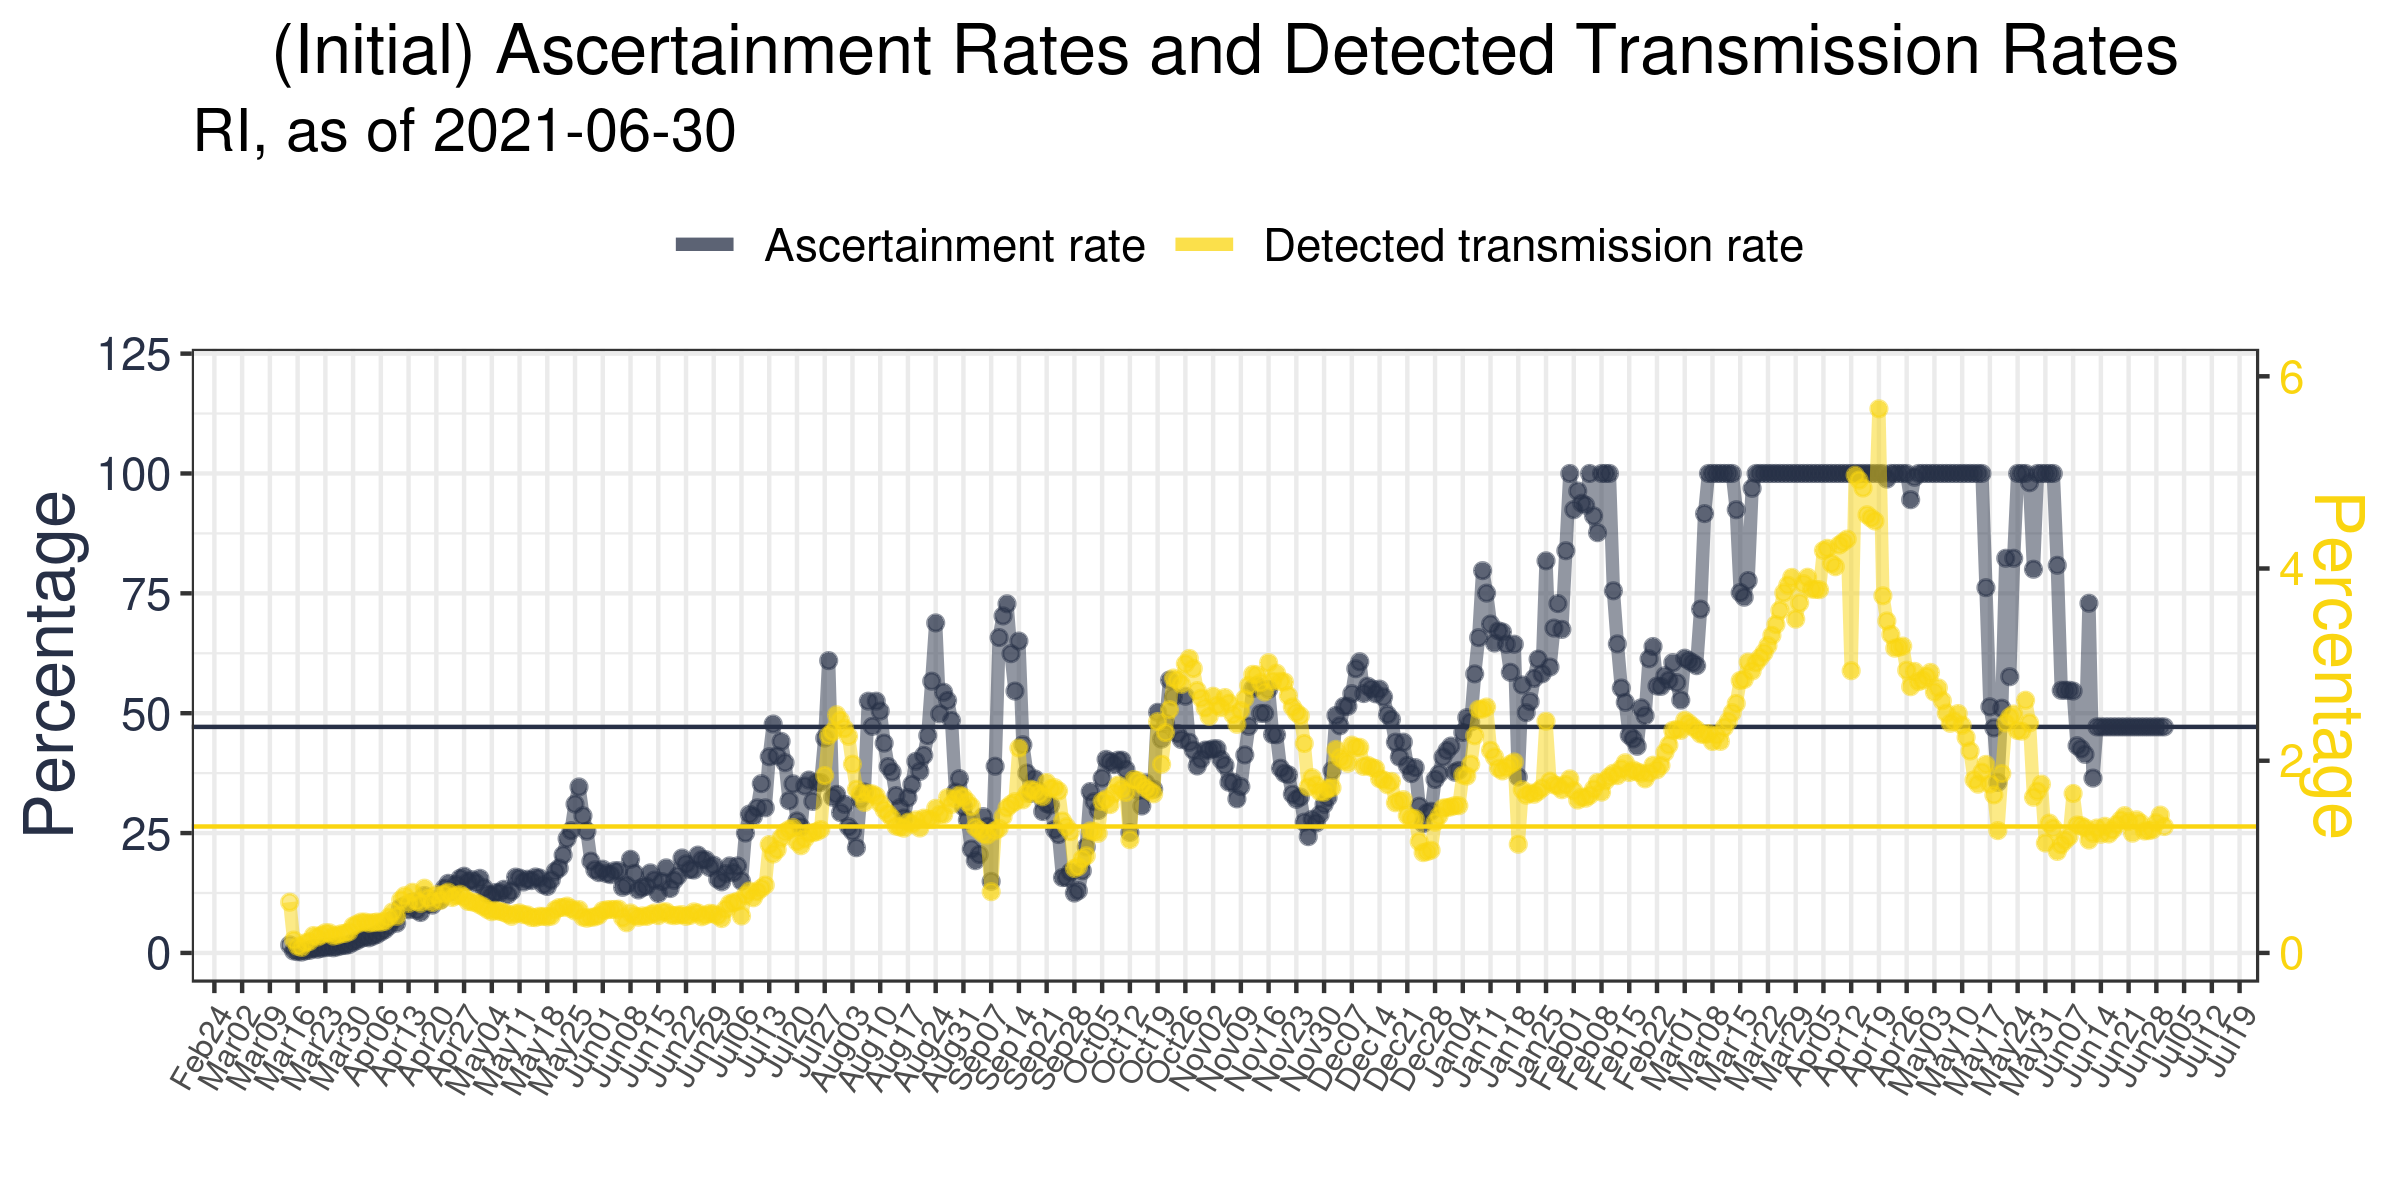 (Initial) Ascertainment Rates and Detected Transmission Rates
RI, as of 2021-06-30
Ascertainment rate
Detected transmission rate
Percentage
125
100
75
50
25
0
6
4
2
0
Percentage
Feb24
Mar02
Mar09
Mar16
Mar23
Mar30
Apr06
Apr13
Apr20
Apr27
May04
May11
May18
May25
Jun01
Jun08
Jun15
Jun22
Jun29
Jul06
Jul13
Jul20
Jul27
Aug03
Aug10
Aug17
Aug24
Aug31
Sep07
Sep14
Sep21
Sep28
Oct05
Oct12
Oct19
Oct26
Nov02
Nov09
Nov16
Nov23
Nov30
Dec07
Dec14
Dec21
Dec28
Jan04
Jan11
Jan18
Jan25
Feb01
Feb08
Feb15
Feb22
Mar01
Mar08
Mar15
Mar22
Mar29
Apr05
Apr12
Apr19
Apr26
May03
May10
May17
May24
May31
Jun07
Jun14
Jun21
Jun28
Jul05
Jul12
Jul19